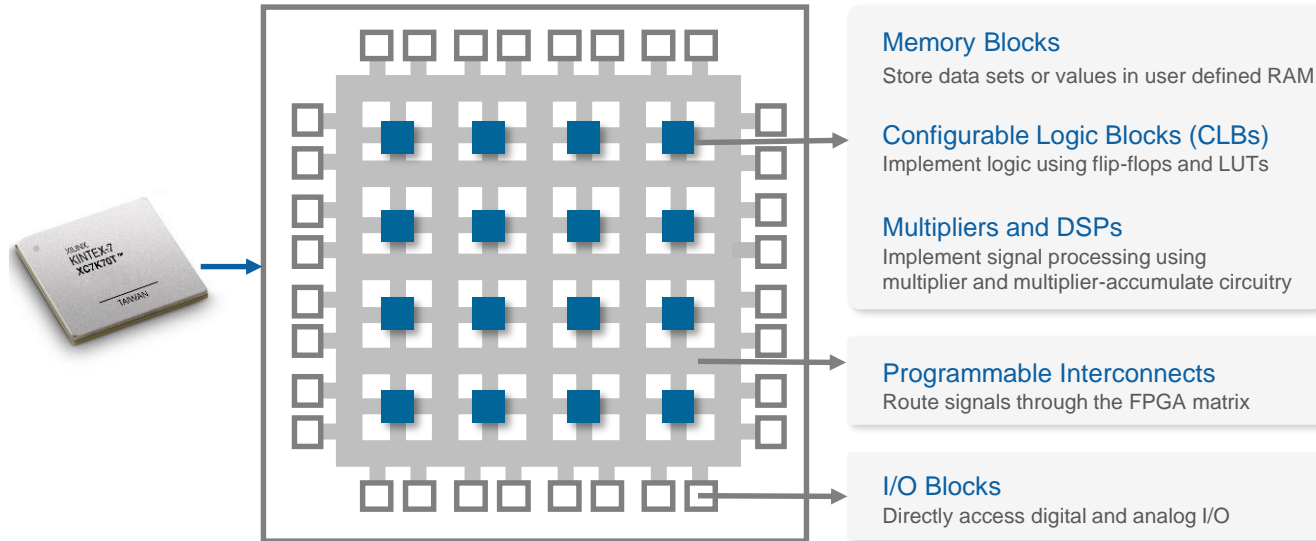 Memory Blocks
Store data sets or values in user defined RAM
Configurable Logic Blocks (CLBs)
Implement logic using flip-flops and LUTs
Multipliers and DSPs
Implement signal processing using
multiplier and multiplier-accumulate circuitry
XILINX
KINTEX-7
XC7K70T™
TAIWAN
Programmable Interconnects
Route signals through the FPGA matrix
I/O Blocks
Directly access digital and analog I/O